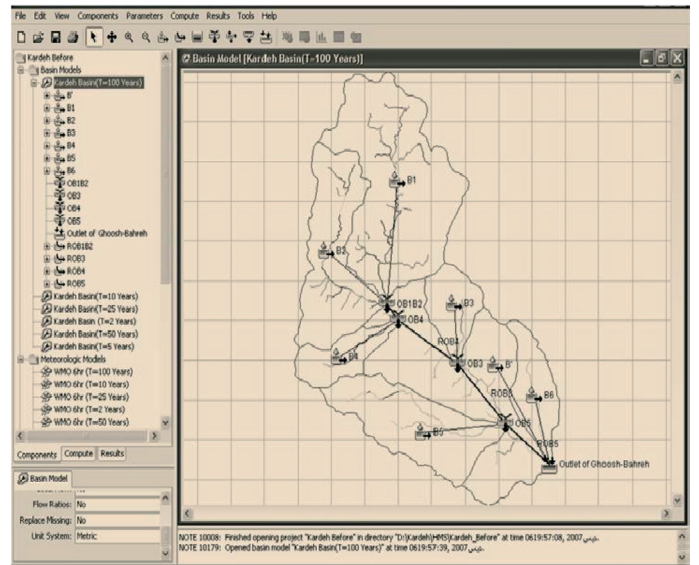 File Edit View Components Parameters Compute Results Tools Help
Kardeh Before
Basin Models
Kardeh Basin(T=100 Years)
B'
B1
B2
B3
B4
B5
B6
OB1B2
OB3
OB4
OB5
Outlet of Ghoosh-Bahreh
ROB1B2
ROB3
ROB4
ROB5
Kardeh Basin(T=10 Years)
Kardeh Basin(T=25 Years)
Kardeh Basin (T=2 Years)
Kardeh Basin(T=50 Years)
Kardeh Basin(T=5 Years)
Meteorologic Models
WMO 6hr (T=100 Years)
WMO 6hr (T=10 Years)
WMO 6hr (T=25 Years)
WMO 6hr (T=2 Years)
WMO 6hr (T=50 Years)
Components Compute Results
Basin Model
Flow Ratios: No
Replace Missing: No
Unit System: Metric
Basin Model [Kardeh Basin(T=100 Years)]
B1
B2
OB1B2
B3
OB4
ROB4
B4
OB3
B'
ROB3
B6
OB5
B5
ROB5
Outlet of Ghoosh-Bahreh
NOTE 10008: Finished opening project "Kardeh Before" in directory "D:\Kardeh\HMS\Kardeh_Before" at time 0619:57:08, 2007
NOTE 10179: Opened basin model "Kardeh Basin(T=100 Years)" at time 0619:57:39, 2007